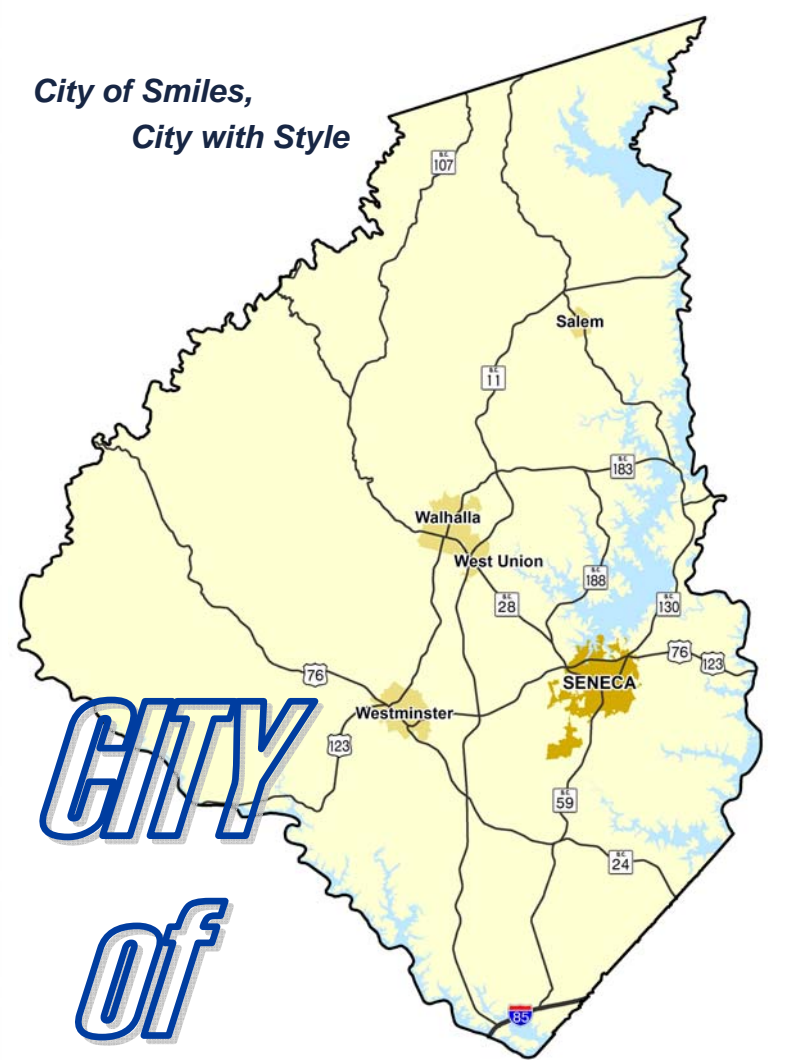 City of Smiles,
City with Style
S.C.
107
Salem
S.C.
11
S.C.
183
Walhalla
West Union
S.C.
188
S.C.
28
S.C.
130
76
123
SENECA
76
Westminster
123
CITY
S.C.
59
S.C.
24
of
85